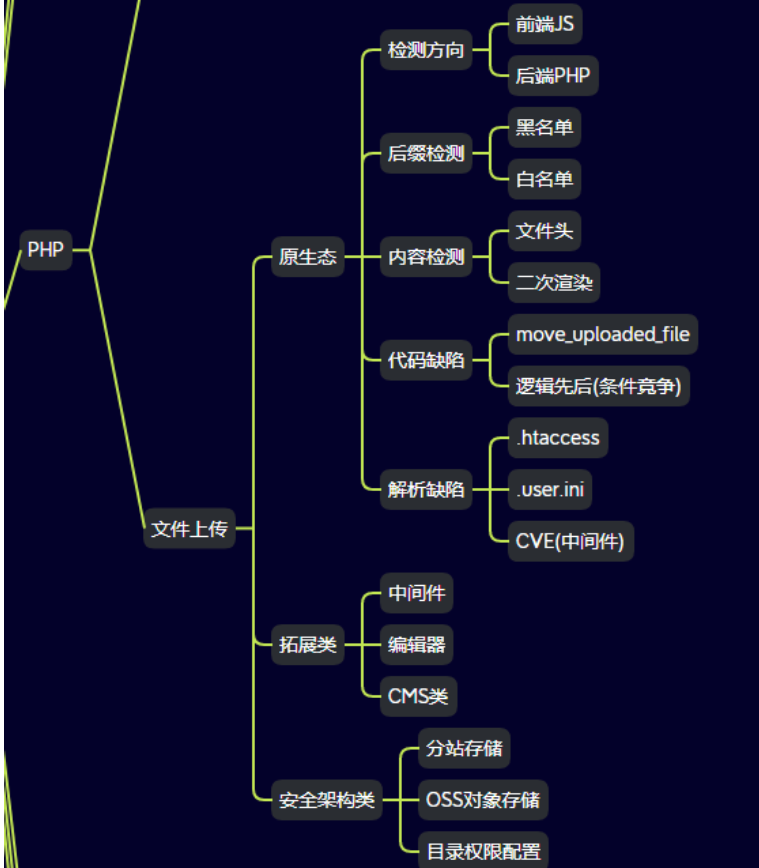 PHP
文件上传
原生态
检测方向
前端JS
后端PHP
后缀检测
黑名单
白名单
内容检测
文件头
二次渲染
代码缺陷
move_uploaded_file
逻辑先后(条件竞争)
解析缺陷
.htaccess
.user.ini
CVE(中间件)
拓展类
中间件
编辑器
CMS类
安全架构类
分站存储
OSS对象存储
目录权限配置